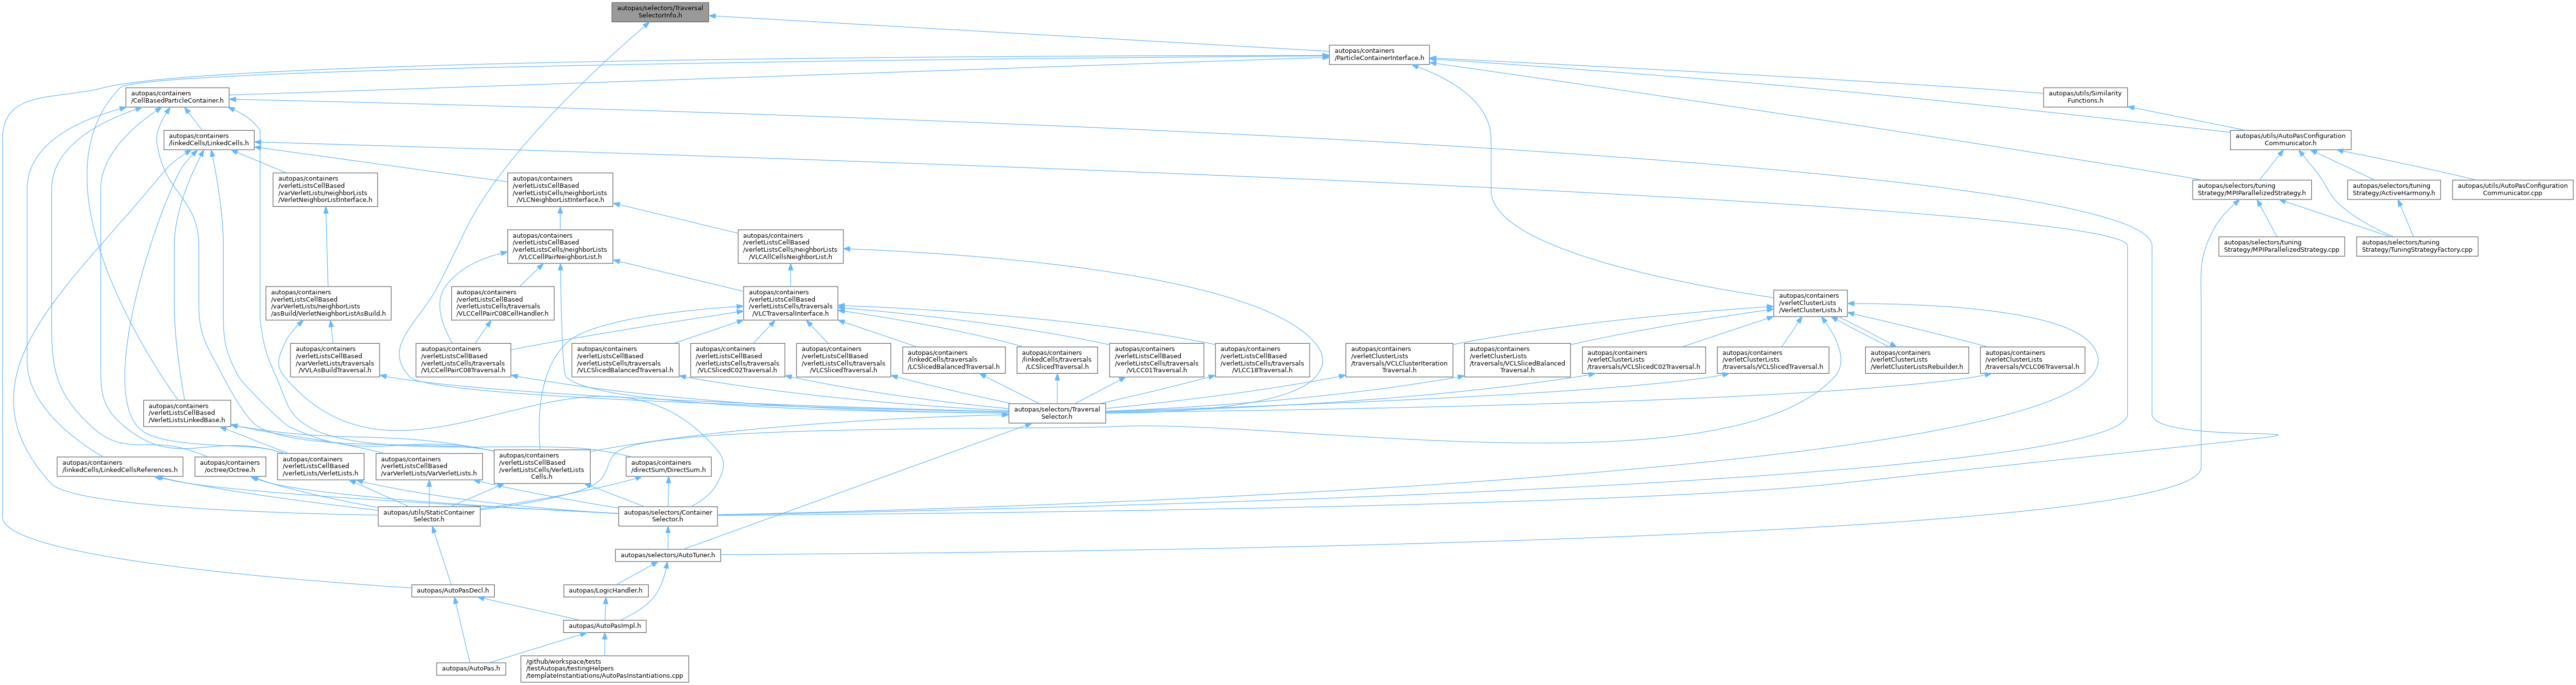 autopas/selectors/Traversal
SelectorInfo.h
autopas/containers
/ParticleContainerInterface.h
autopas/containers
/CellBasedParticleContainer.h
autopas/utils/Similarity
Functions.h
autopas/containers
/linkedCells/LinkedCells.h
autopas/utils/AutoPasConfiguration
Communicator.h
autopas/containers
/verletListsCellBased
/varVerletLists/neighborLists
/VerletNeighborListInterface.h
autopas/containers
/verletListsCellBased
/verletListsCells/neighborLists
/VLCNeighborListInterface.h
autopas/selectors/tuning
Strategy/MPIParallelizedStrategy.h
autopas/selectors/tuning
Strategy/ActiveHarmony.h
autopas/utils/AutoPasConfiguration
Communicator.cpp
autopas/containers
/verletListsCellBased
/verletListsCells/neighborLists
/VLCCellPairNeighborList.h
autopas/containers
/verletListsCellBased
/verletListsCells/neighborLists
/VLCAllCellsNeighborList.h
autopas/selectors/tuning
Strategy/MPIParallelizedStrategy.cpp
autopas/selectors/tuning
Strategy/TuningStrategyFactory.cpp
autopas/containers
/verletListsCellBased
/varVerletLists/neighborLists
/asBuild/VerletNeighborListAsBuild.h
autopas/containers
/verletListsCellBased
/verletListsCells/traversals
/VLCCellPairC08CellHandler.h
autopas/containers
/verletListsCellBased
/verletListsCells/traversals
/VLCTraversalInterface.h
autopas/containers
/verletClusterLists
/VerletClusterLists.h
autopas/containers
/verletListsCellBased
/varVerletLists/traversals
/VVLAsBuildTraversal.h
autopas/containers
/verletListsCellBased
/verletListsCells/traversals
/VLCCellPairC08Traversal.h
autopas/containers
/verletListsCellBased
/verletListsCells/traversals
/VLCSlicedBalancedTraversal.h
autopas/containers
/verletListsCellBased
/verletListsCells/traversals
/VLCSlicedC02Traversal.h
autopas/containers
/verletListsCellBased
/verletListsCells/traversals
/VLCSlicedTraversal.h
autopas/containers
/linkedCells/traversals
/LCSlicedBalancedTraversal.h
autopas/containers
/linkedCells/traversals
/LCSlicedTraversal.h
autopas/containers
/verletListsCellBased
/verletListsCells/traversals
/VLCC01Traversal.h
autopas/containers
/verletListsCellBased
/verletListsCells/traversals
/VLCC18Traversal.h
autopas/containers
/verletClusterLists
/traversals/VCLClusterIteration
Traversal.h
autopas/containers
/verletClusterLists
/traversals/VCLSlicedBalanced
Traversal.h
autopas/containers
/verletClusterLists
/traversals/VCLSlicedC02Traversal.h
autopas/containers
/verletClusterLists
/traversals/VCLSlicedTraversal.h
autopas/containers
/verletClusterLists
/VerletClusterListsRebuilder.h
autopas/containers
/verletClusterLists
/traversals/VCLC06Traversal.h
autopas/containers
/verletListsCellBased
/VerletListsLinkedBase.h
autopas/selectors/Traversal
Selector.h
autopas/containers
/linkedCells/LinkedCellsReferences.h
autopas/containers
/octree/Octree.h
autopas/containers
/verletListsCellBased
/verletLists/VerletLists.h
autopas/containers
/verletListsCellBased
/varVerletLists/VarVerletLists.h
autopas/containers
/verletListsCellBased
/verletListsCells/VerletLists
Cells.h
autopas/containers
/directSum/DirectSum.h
autopas/utils/StaticContainer
Selector.h
autopas/selectors/Container
Selector.h
autopas/selectors/AutoTuner.h
autopas/AutoPasDecl.h
autopas/LogicHandler.h
autopas/AutoPasImpl.h
autopas/AutoPas.h
/github/workspace/tests
/testAutopas/testingHelpers
/templateInstantiations/AutoPasInstantiations.cpp